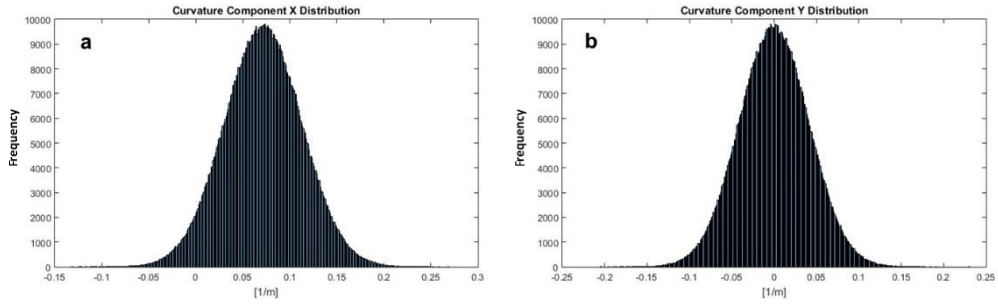 Curvature Component X Distribution
a
10000
9000
8000
7000
6000
5000
4000
3000
2000
1000
0
Frequency
-0.15 -0.1 -0.05 0 0.05 0.1 0.15 0.2 0.25 0.3
[1/m]
Curvature Component Y Distribution
b
10000
9000
8000
7000
6000
5000
4000
3000
2000
1000
0
Frequency
-0.25 -0.2 -0.15 -0.1 -0.05 0 0.05 0.1 0.15 0.2 0.25
[1/m]